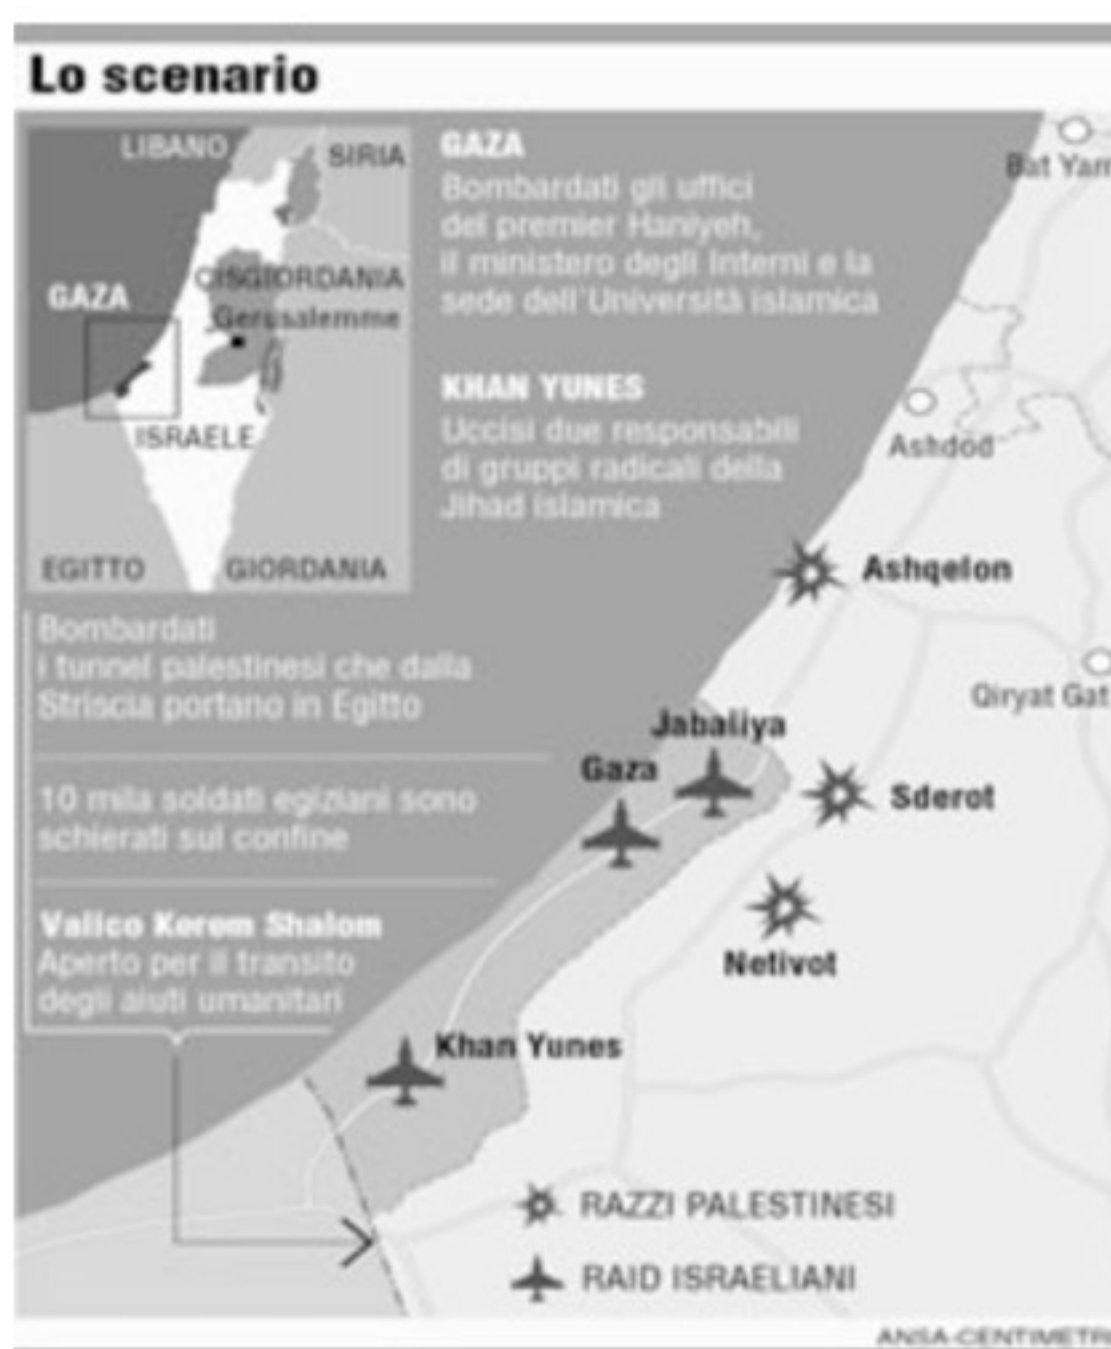 Lo scenario
LIBANO
SIRIA
CISGIORDANIA
GAZA
Gerusalemme
ISRAELE
EGITTO
GIORDANIA
GAZA
Bombardati gli uffici
del premier Haniyeh,
il ministero degli Interni e la
sede dell'Università islamica
KHAN YUNES
Uccisi due responsabili
di gruppi radicali della
Jihad islamica
Bombardati
i tunnel palestinesi che dalla
Striscia portano in Egitto
10 mila soldati egiziani sono
schierati sul confine
Valico Kerem Shalom
Aperto per il transito
degli aiuti umanitari
Bat Yam
Ashdod
Ashqelon
Qiryat Gat
Jabaliya
Gaza
Sderot
Netivot
Khan Yunes
RAZZI PALESTINESI
RAID ISRAELIANI
ANSA-CENTIMETRI